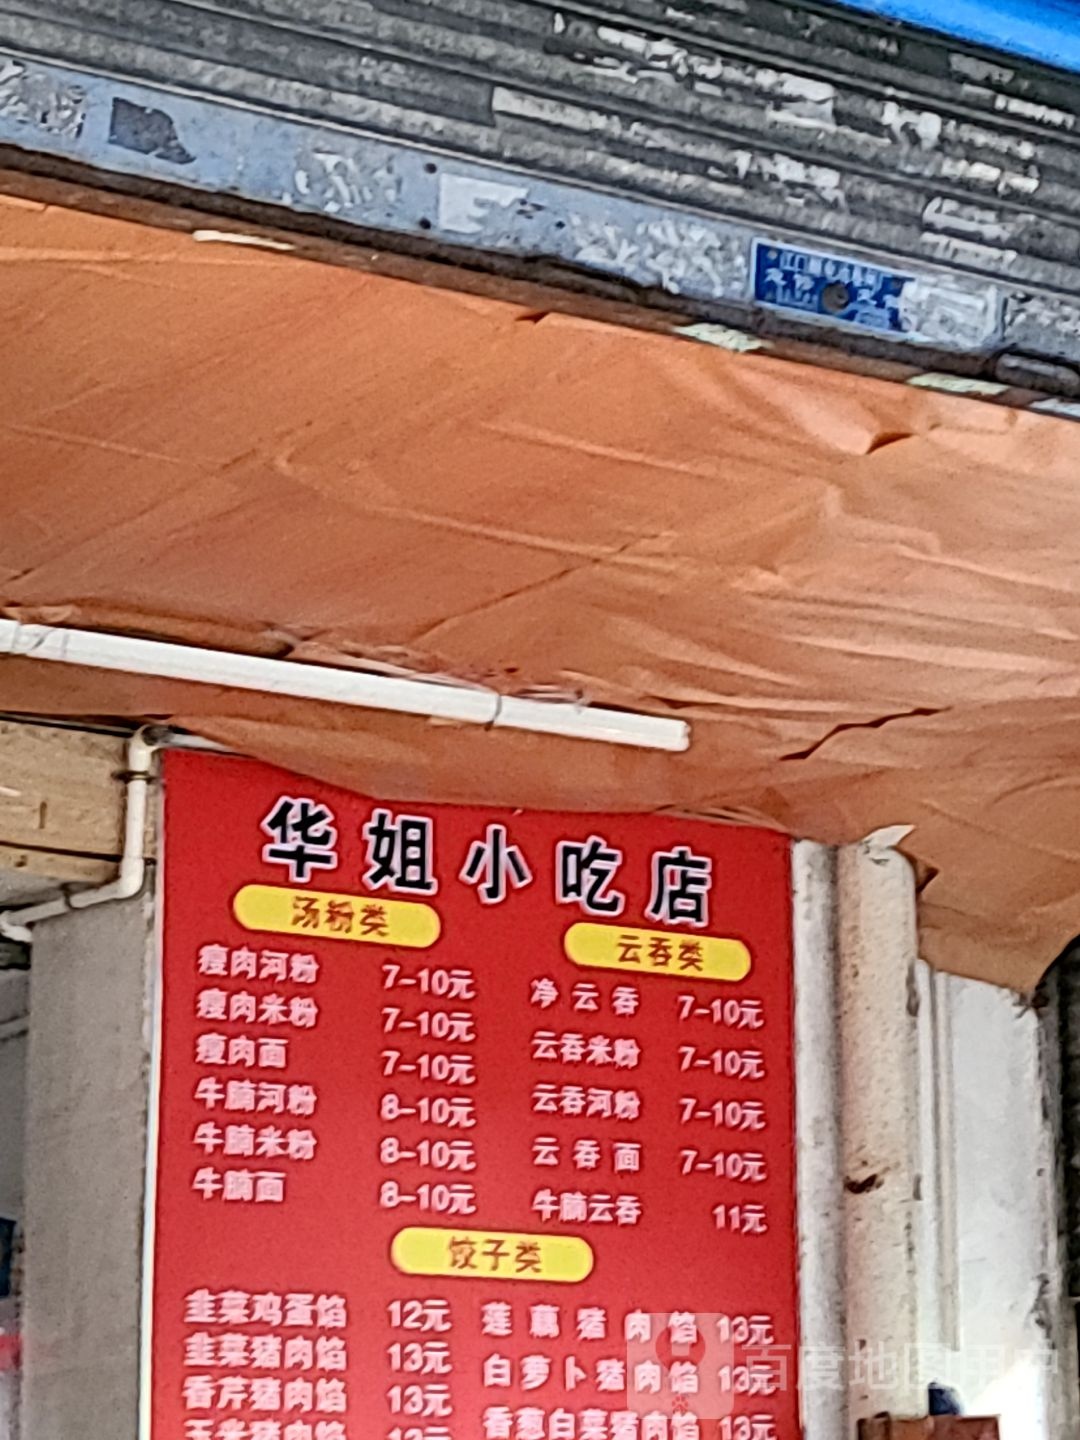 华姐小吃店
汤粉类
瘦肉河粉 7-10元
瘦肉米粉 7-10元
瘦肉面 7-10元
牛腩河粉 8-10元
牛腩米粉 8-10元
牛腩面 8-10元
云吞类
净云吞 7-10元
云吞米粉 7-10元
云吞河粉 7-10元
云吞面 7-10元
牛腩云吞 11元
饺子类
韭菜鸡蛋馅 12元
韭菜猪肉馅 13元
香芹猪肉馅 13元
玉米猪肉馅 13元
莲藕猪肉馅 13元
白萝卜猪肉馅 13元
香葱白菜猪肉馅 13元
百度地图用户